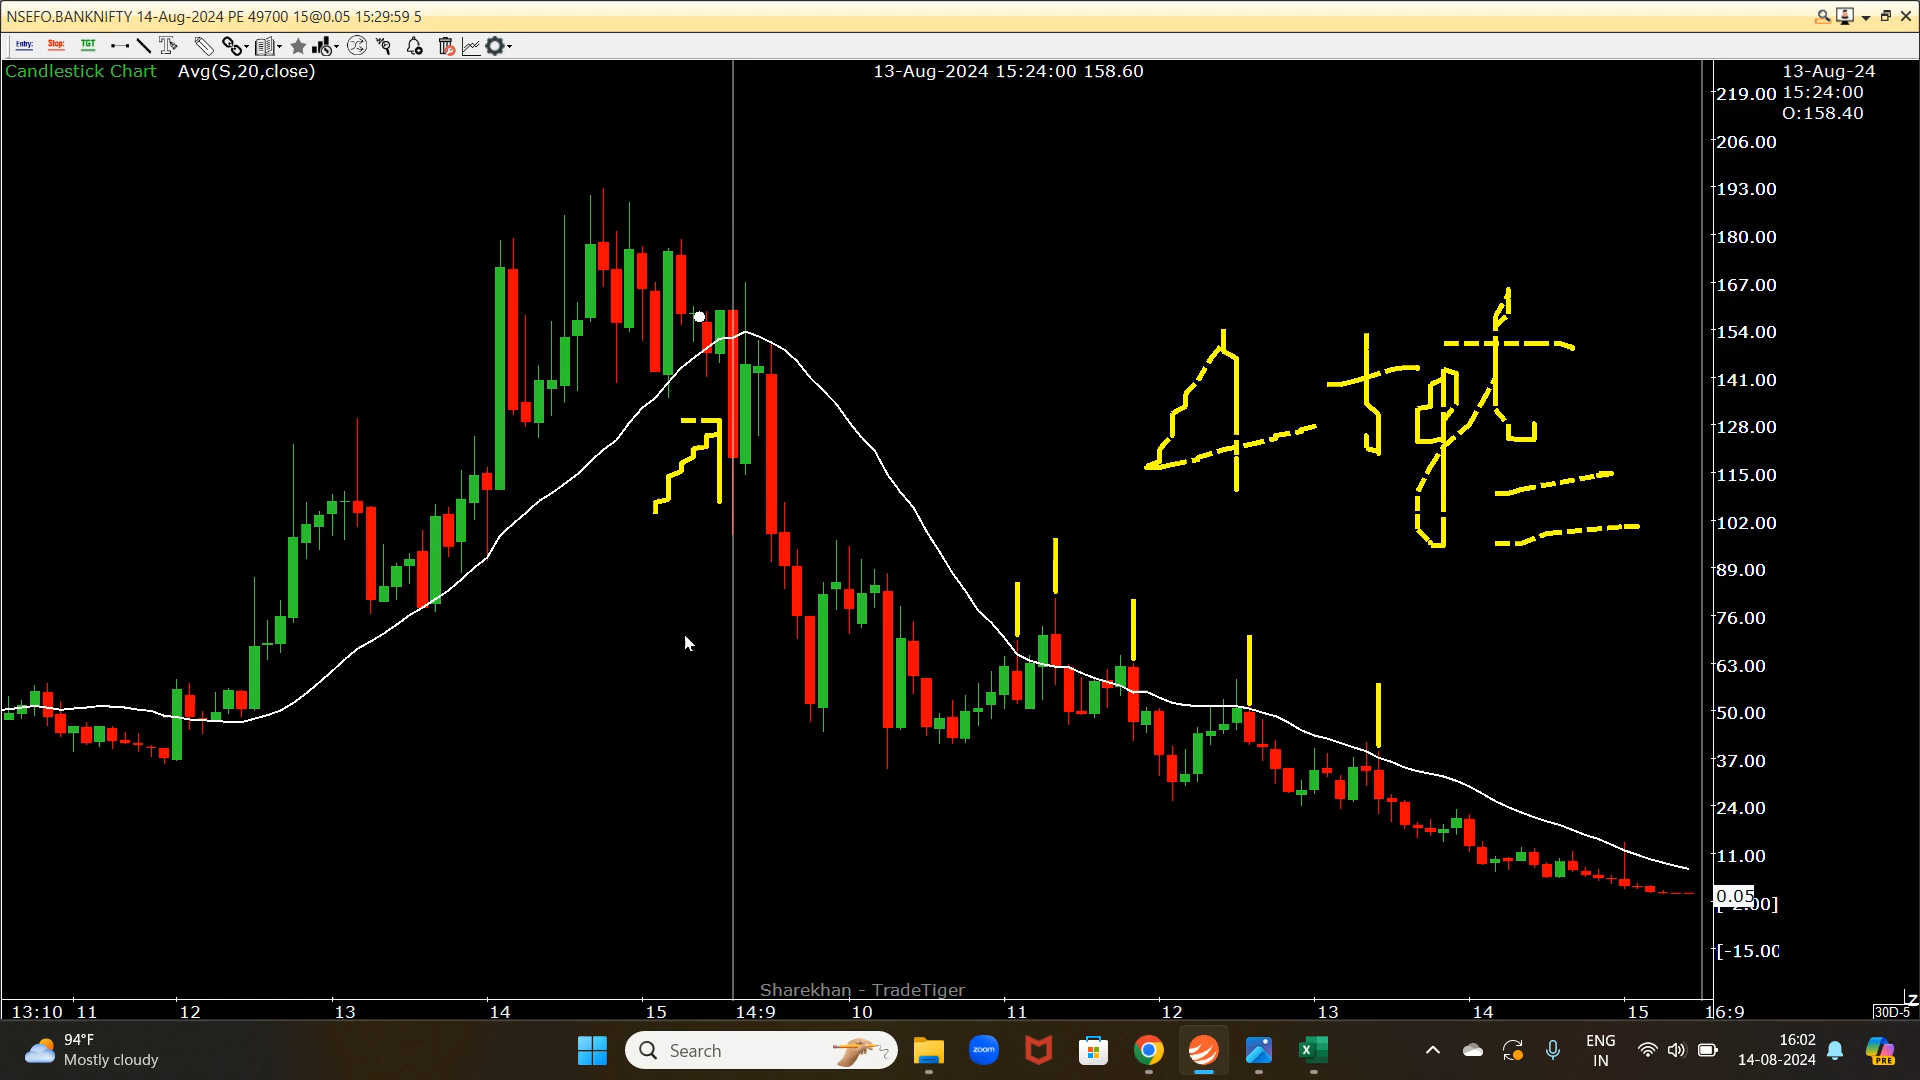 NSEFO.BANKNIFTY 14-Aug-2024 PE 49700 15@0.05 15:29:59 5
Entry: Stop: TGT
Candlestick Chart Avg(S,20,close) 13-Aug-2024 15:24:00 158.60
13-Aug-24
15:24:00
O:158.40
219.00
206.00
193.00
180.00
167.00
154.00
141.00
128.00
115.00
102.00
89.00
76.00
63.00
50.00
37.00
24.00
11.00
0.05
[-15.00
Sharekhan - TradeTiger
13:10 11 12 13 14 15 14:9 10 11 12 13 14 15 16:9
Z
30D-5
94°F
Mostly cloudy
Search
zoom
ENG
IN
16:02
14-08-2024
PRE